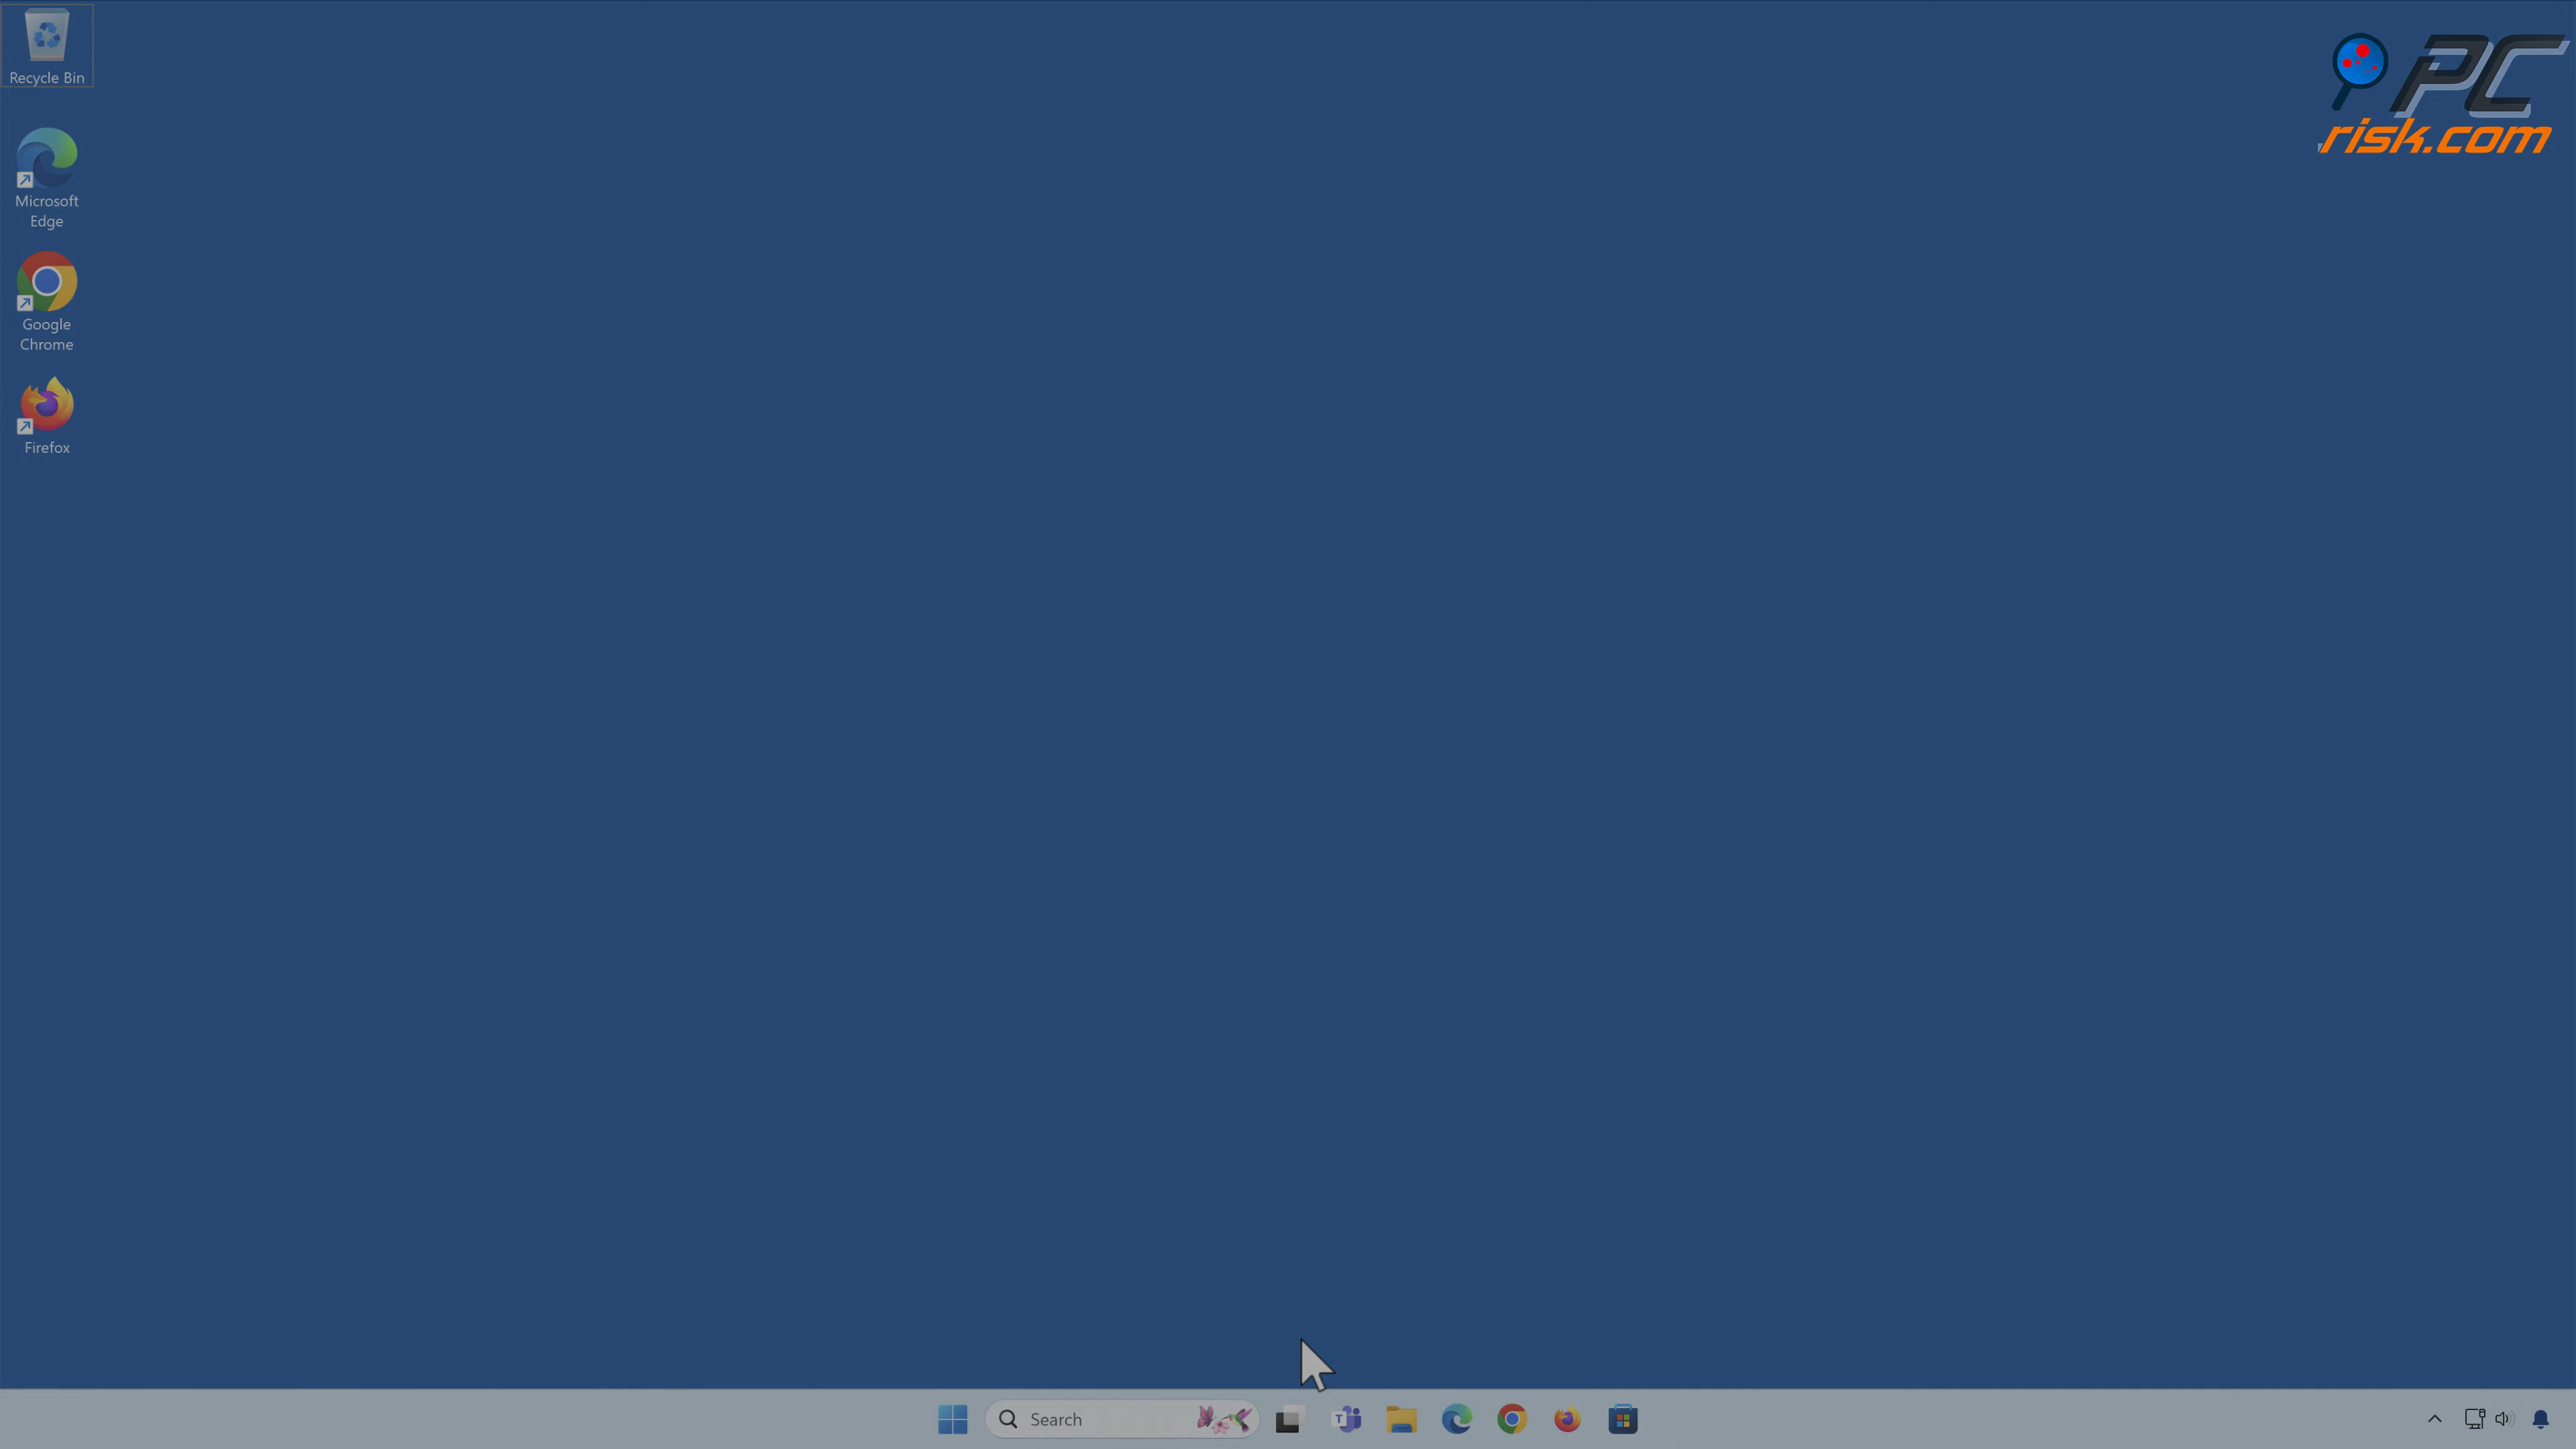 Recycle Bin
Microsoft
Edge
Google
Chrome
Firefox
PC
risk.com
Search
T